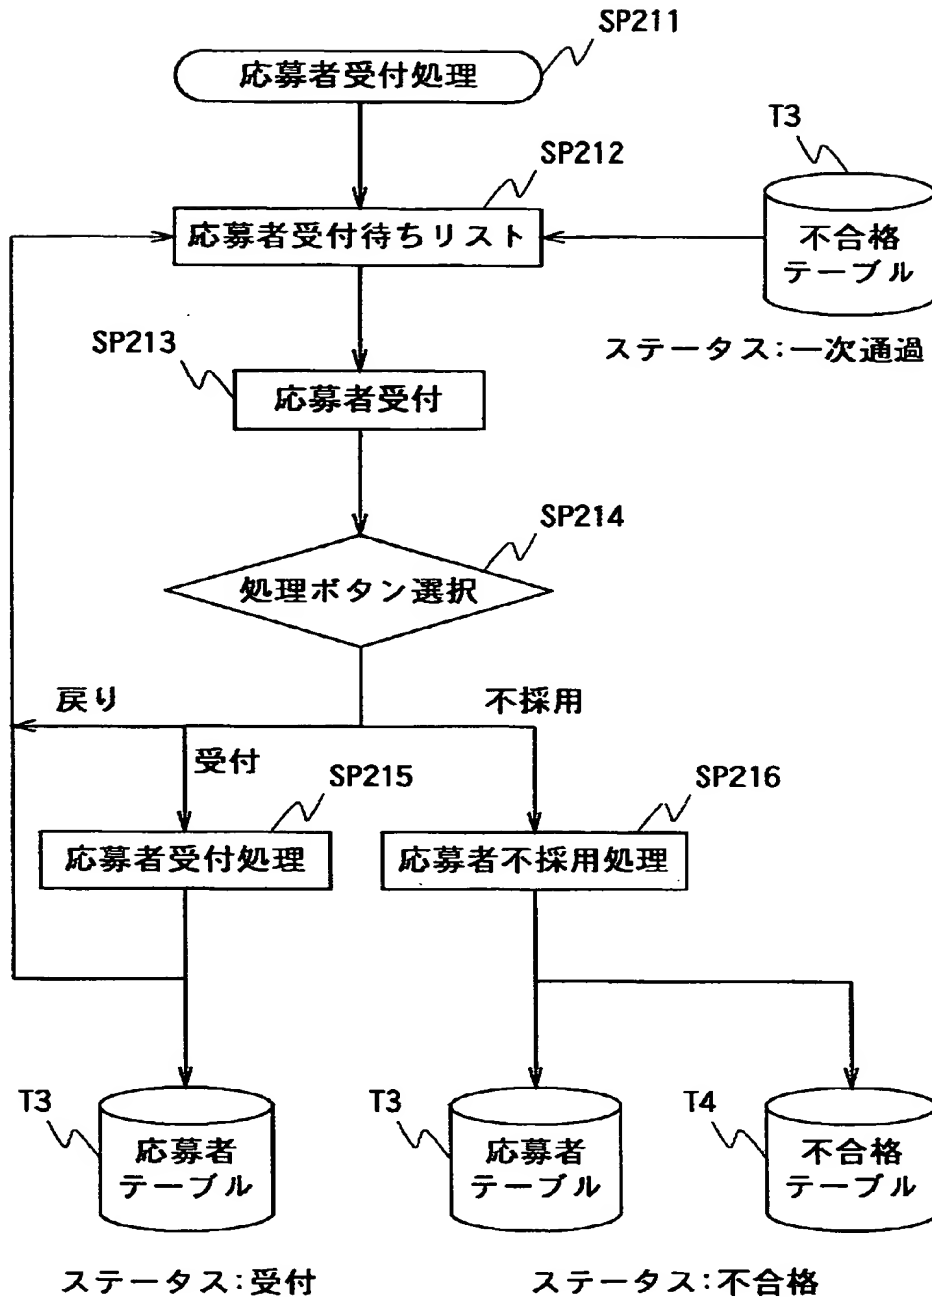 SP211
応募者受付処理
T3
SP212
応募者受付待ちリスト
不合格
テーブル
ステータス:一次通過
SP213
応募者受付
SP214
処理ボタン選択
戻り
不採用
受付
SP215
SP216
応募者受付処理
応募者不採用処理
T3
応募者
テーブル
T3
応募者
テーブル
T4
不合格
テーブル
ステータス:受付
ステータス:不合格